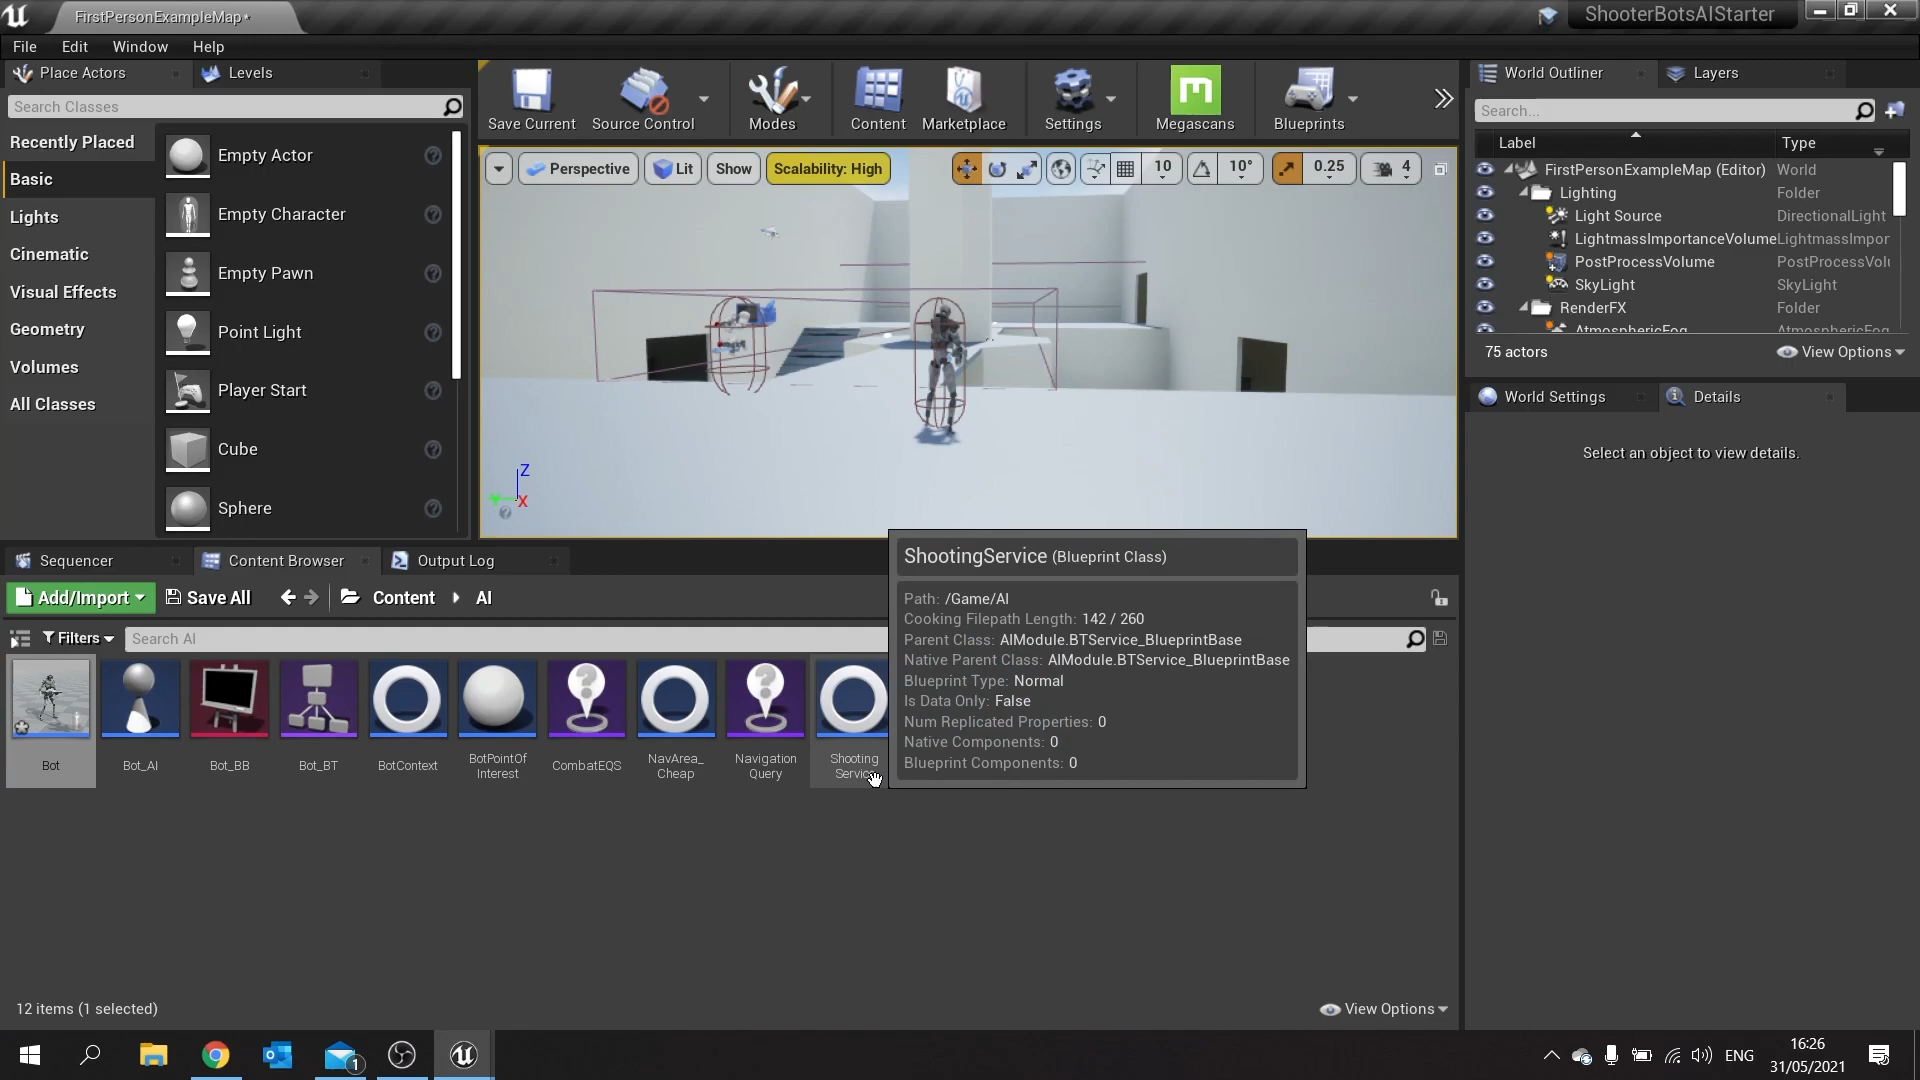 FirstPersonExampleMap*
ShooterBotsAIStarter
File Edit Window Help
Place Actors
Levels
Search Classes
Recently Placed
Basic
Lights
Cinematic
Visual Effects
Geometry
Volumes
All Classes
Empty Actor
Empty Character
Empty Pawn
Point Light
Player Start
Cube
Sphere
Save Current
Source Control
Modes
Content
Marketplace
Settings
Megascans
Blueprints
Perspective
Lit
Show
Scalability: High
10
10°
0.25
4
Z
Y
X
World Outliner
Layers
Search...
Label
Type
FirstPersonExampleMap (Editor) World
Lighting Folder
Light Source DirectionalLight
LightmassImportanceVolume LightmassImpor
PostProcessVolume PostProcessVolu
SkyLight SkyLight
RenderFX Folder
AtmosphericFog AtmosphericFog
75 actors
View Options
World Settings
Details
Select an object to view details.
Sequencer
Content Browser
Output Log
Add/Import
Save All
Content
AI
Filters
Search AI
Bot
Bot_AI
Bot_BB
Bot_BT
BotContext
BotPointOf
Interest
CombatEQS
NavArea_
Cheap
Navigation
Query
Shooting
Service
ShootingService (Blueprint Class)
Path: /Game/AI
Cooking Filepath Length: 142 / 260
Parent Class: AIModule.BTService_BlueprintBase
Native Parent Class: AIModule.BTService_BlueprintBase
Blueprint Type: Normal
Is Data Only: False
Num Replicated Properties: 0
Native Components: 0
Blueprint Components: 0
12 items (1 selected)
View Options
1
ENG
16:26
31/05/2021